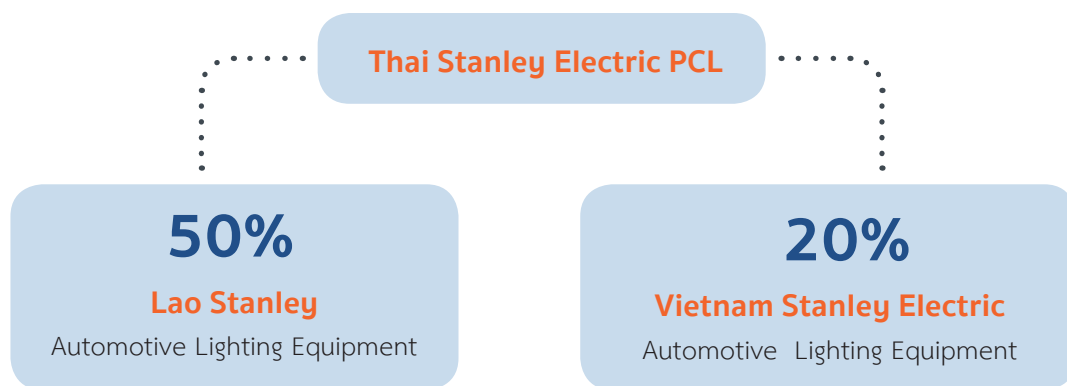 Thai Stanley Electric PCL
50%
Lao Stanley
Automotive Lighting Equipment
20%
Vietnam Stanley Electric
Automotive Lighting Equipment